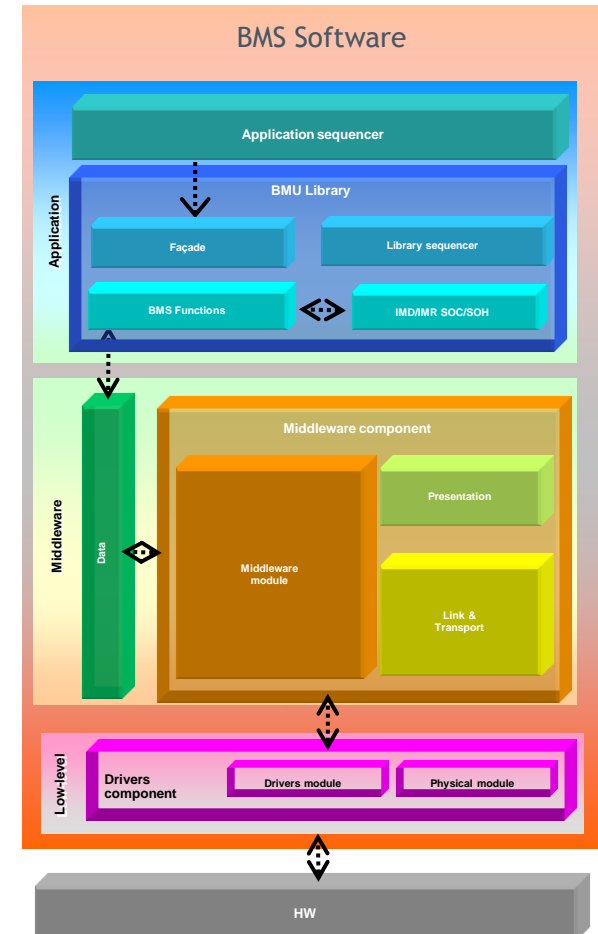 BMS Software
Application sequencer
Application
BMU Library
Façade
Library sequencer
BMS Functions
IMD/IMR SOC/SOH
Middleware
Data
Middleware component
Middleware
module
Presentation
Link &
Transport
Low-level
Drivers
component
Drivers module
Physical module
HW